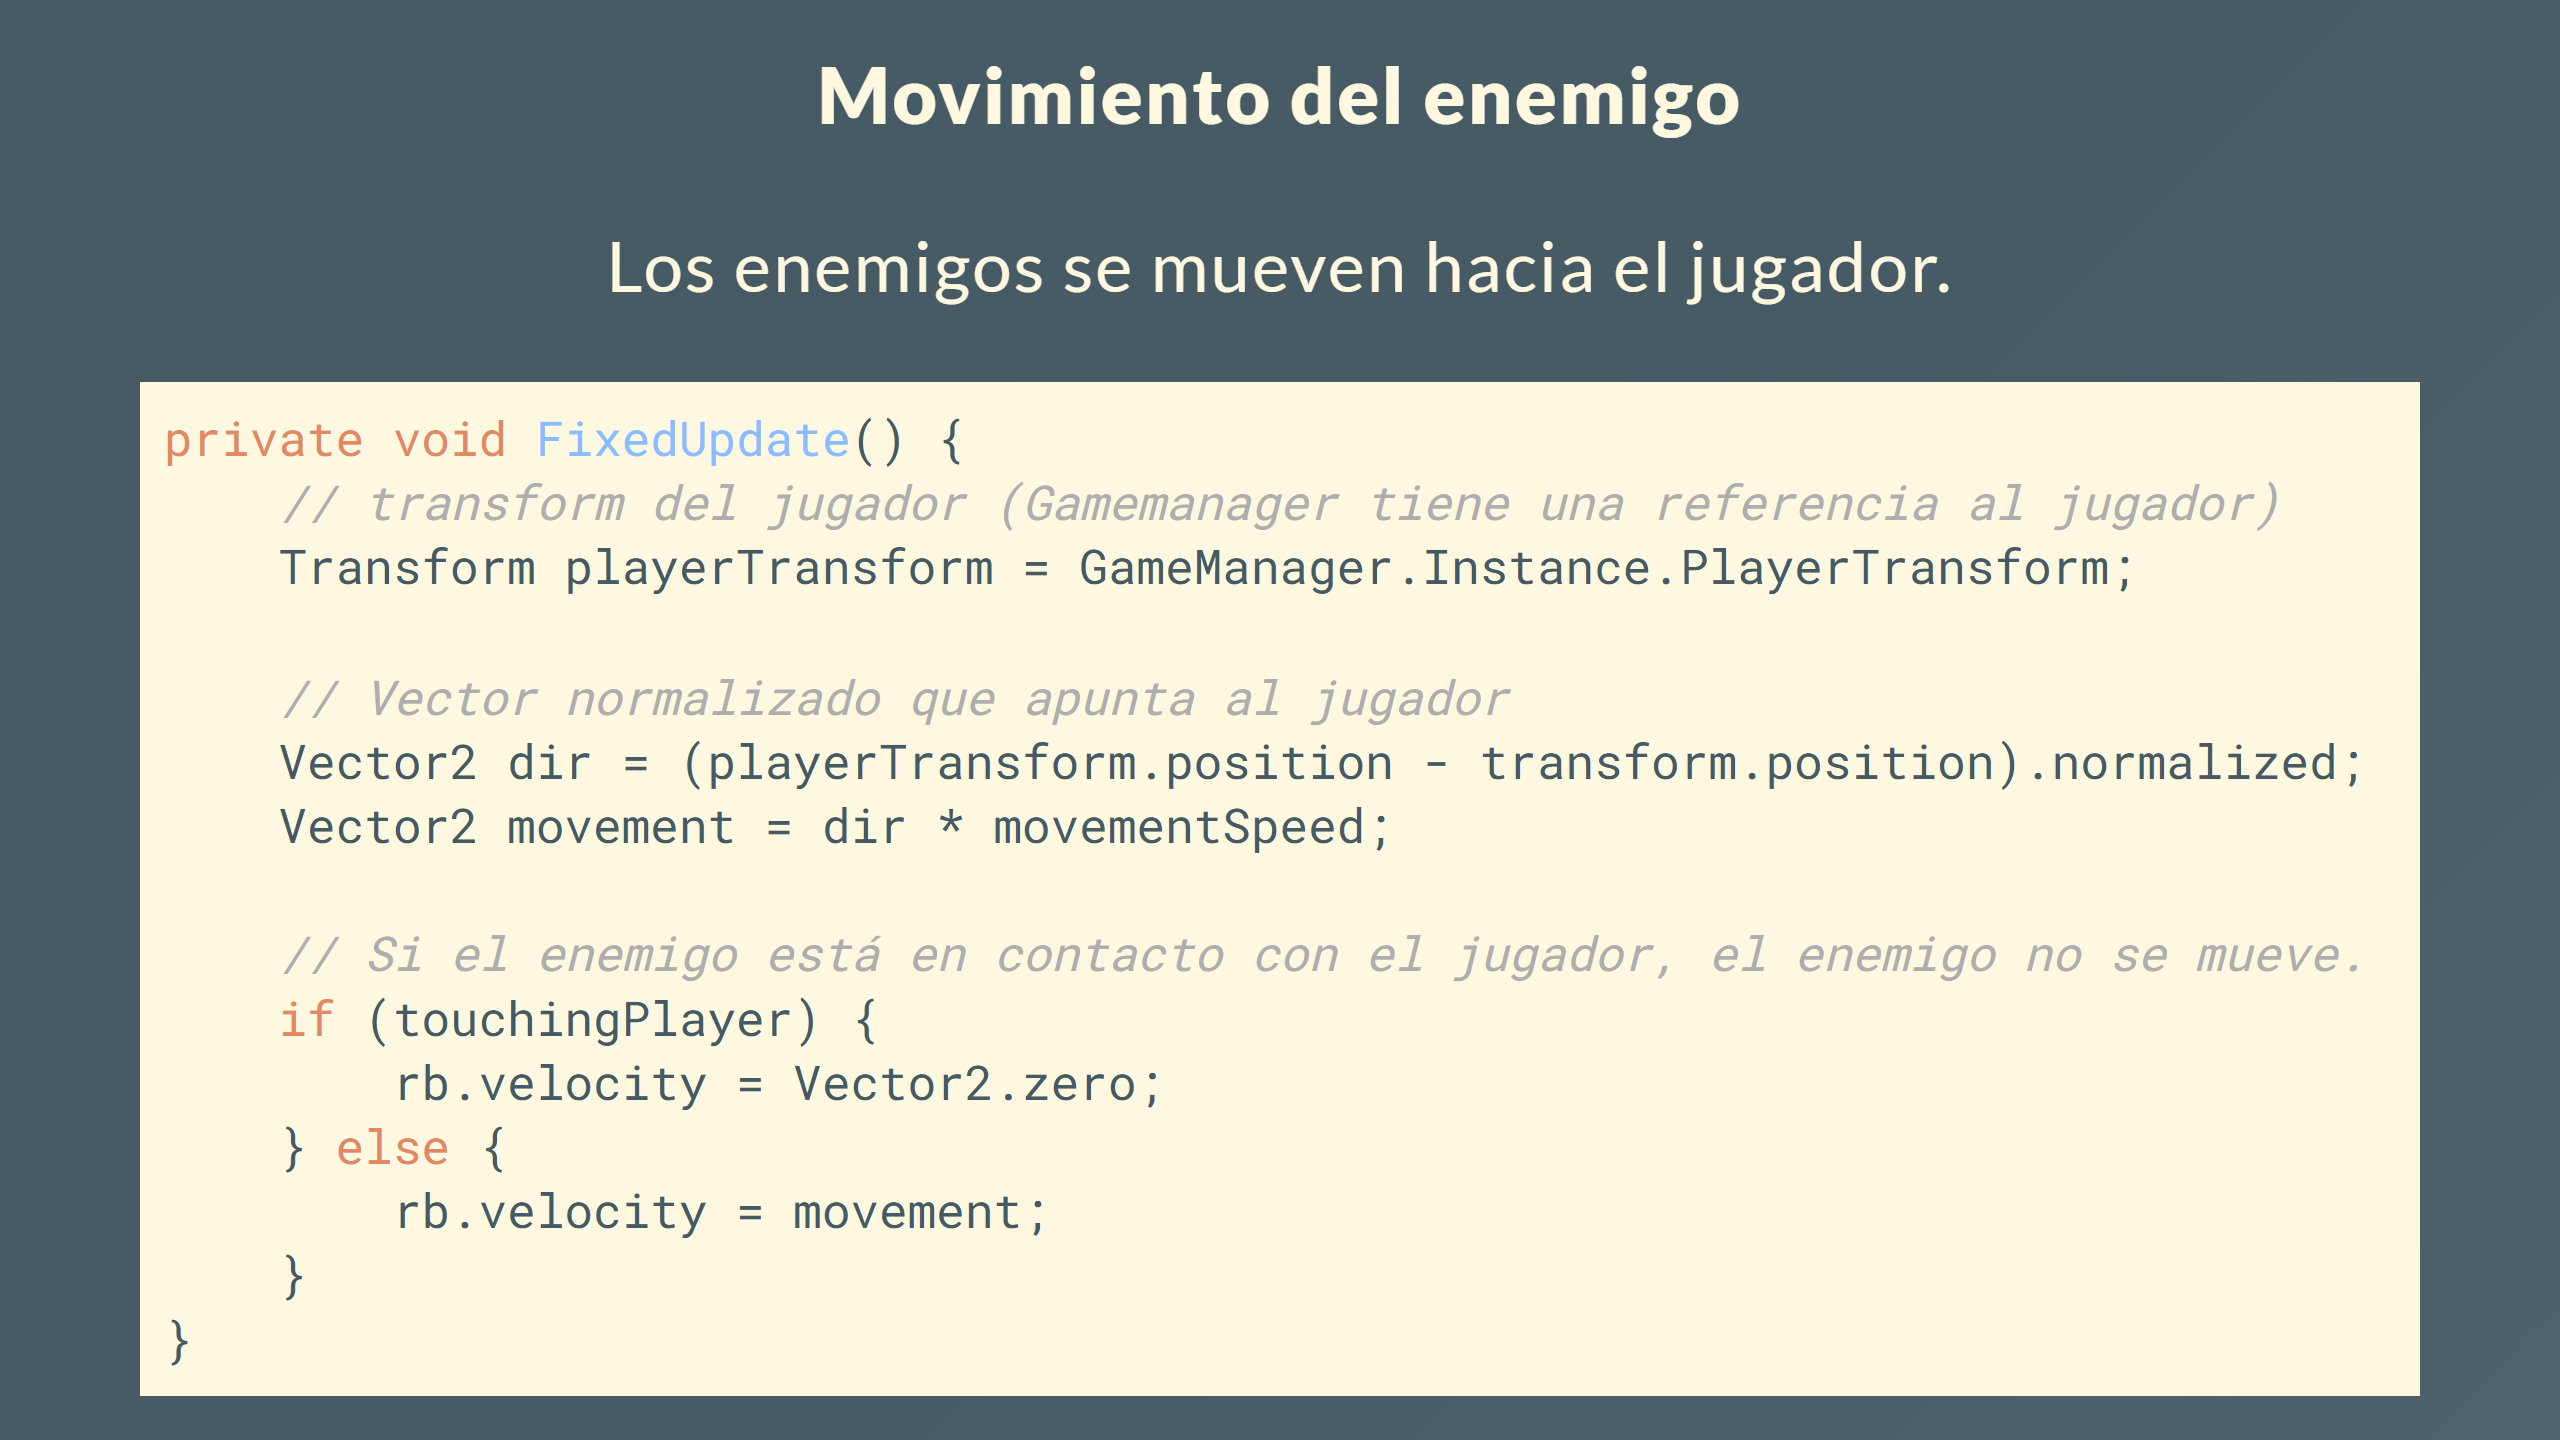 Movimiento del enemigo
Los enemigos se mueven hacia el jugador.
private void FixedUpdate() {
    // transform del jugador (Gamemanager tiene una referencia al jugador)
    Transform playerTransform = GameManager.Instance.PlayerTransform;

    // Vector normalizado que apunta al jugador
    Vector2 dir = (playerTransform.position - transform.position).normalized;
    Vector2 movement = dir * movementSpeed;

    // Si el enemigo está en contacto con el jugador, el enemigo no se mueve.
    if (touchingPlayer) {
        rb.velocity = Vector2.zero;
    } else {
        rb.velocity = movement;
    }
}